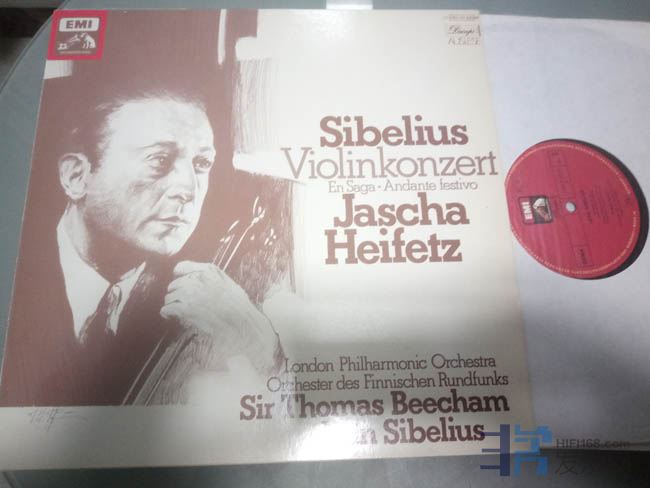 EMI
Sibelius
Violinkonzert
En Saga · Andante festivo
Jascha
Heifetz
London Philharmonic Orchestra
Orchester des Finnischen Rundfunks
Sir Thomas Beecham
Sibelius
EMI
HIFI168.com